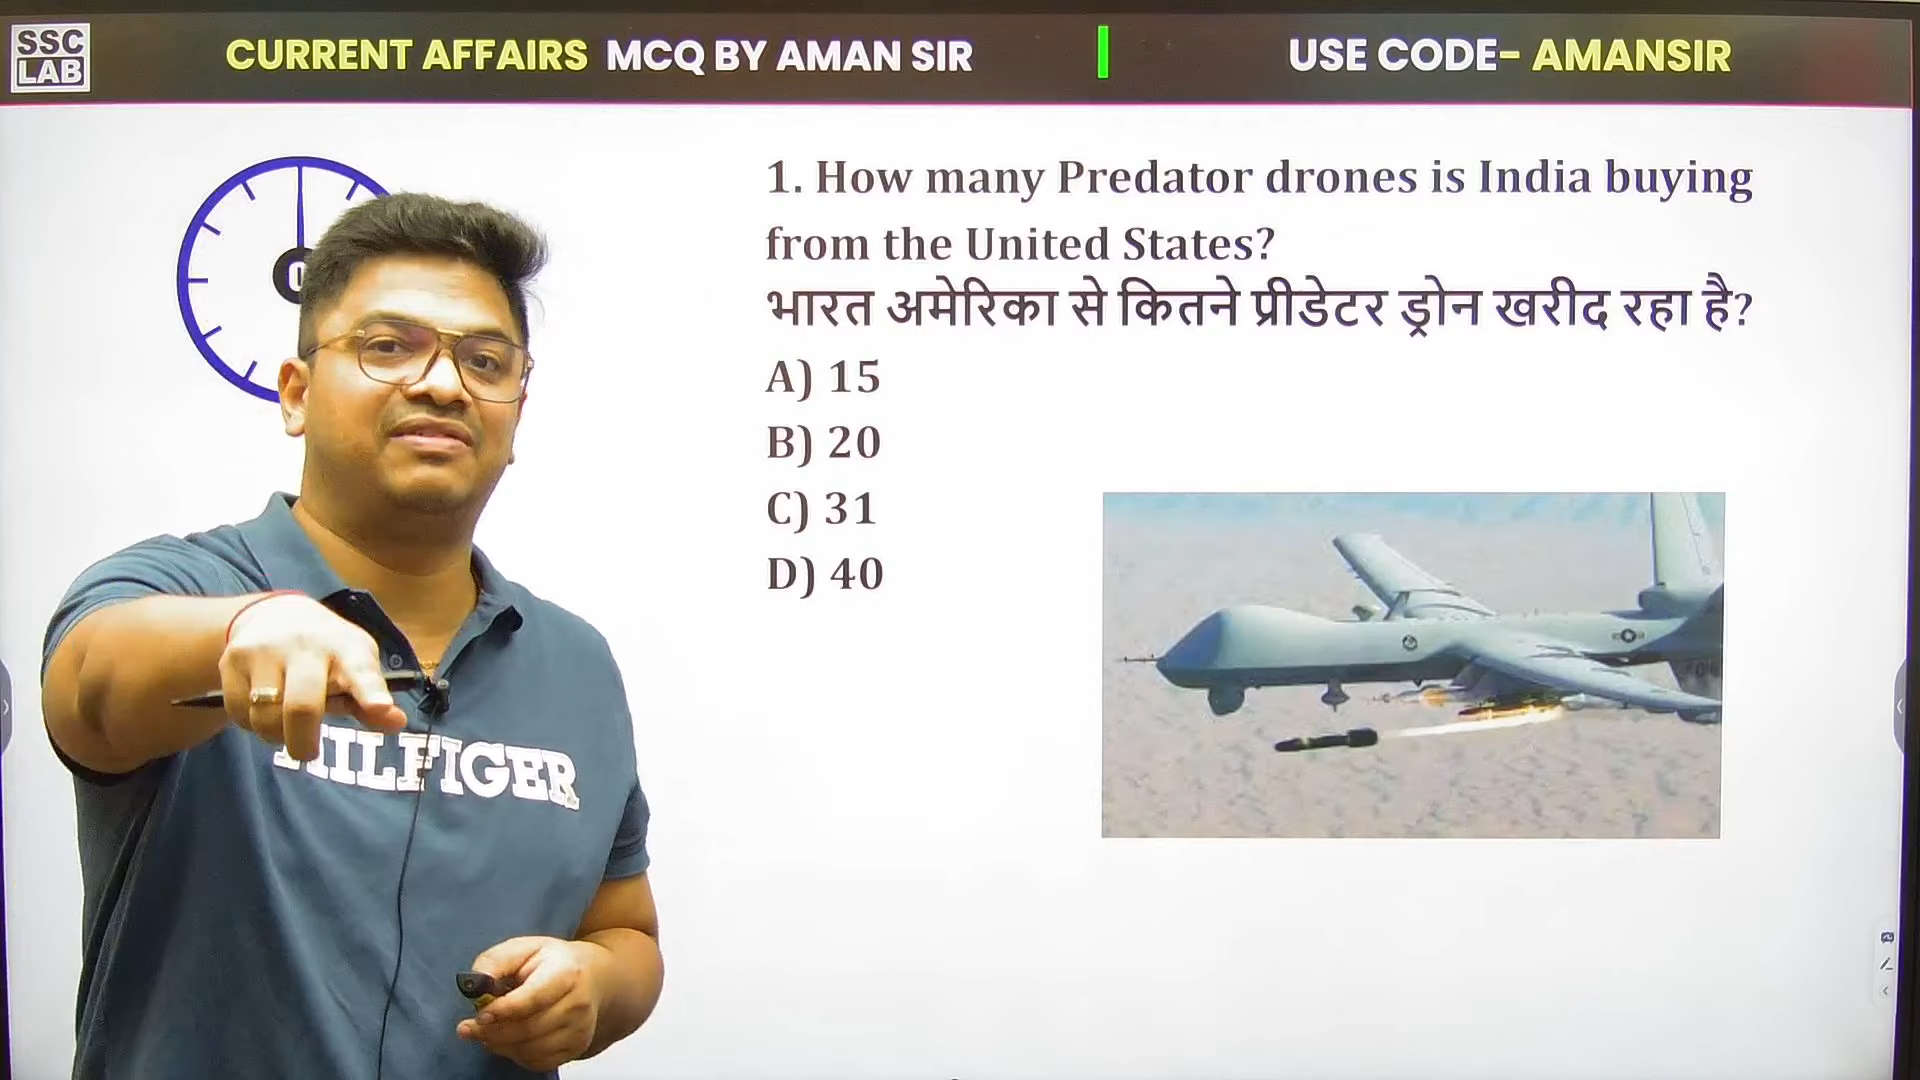 SSC
LAB
CURRENT AFFAIRS MCQ BY AMAN SIR
USE CODE- AMANSIR
1. How many Predator drones is India buying
from the United States?
भारत अमेरिका से कितने प्रीडेटर ड्रोन खरीद रहा है?
A) 15
B) 20
C) 31
D) 40
HILFIGER